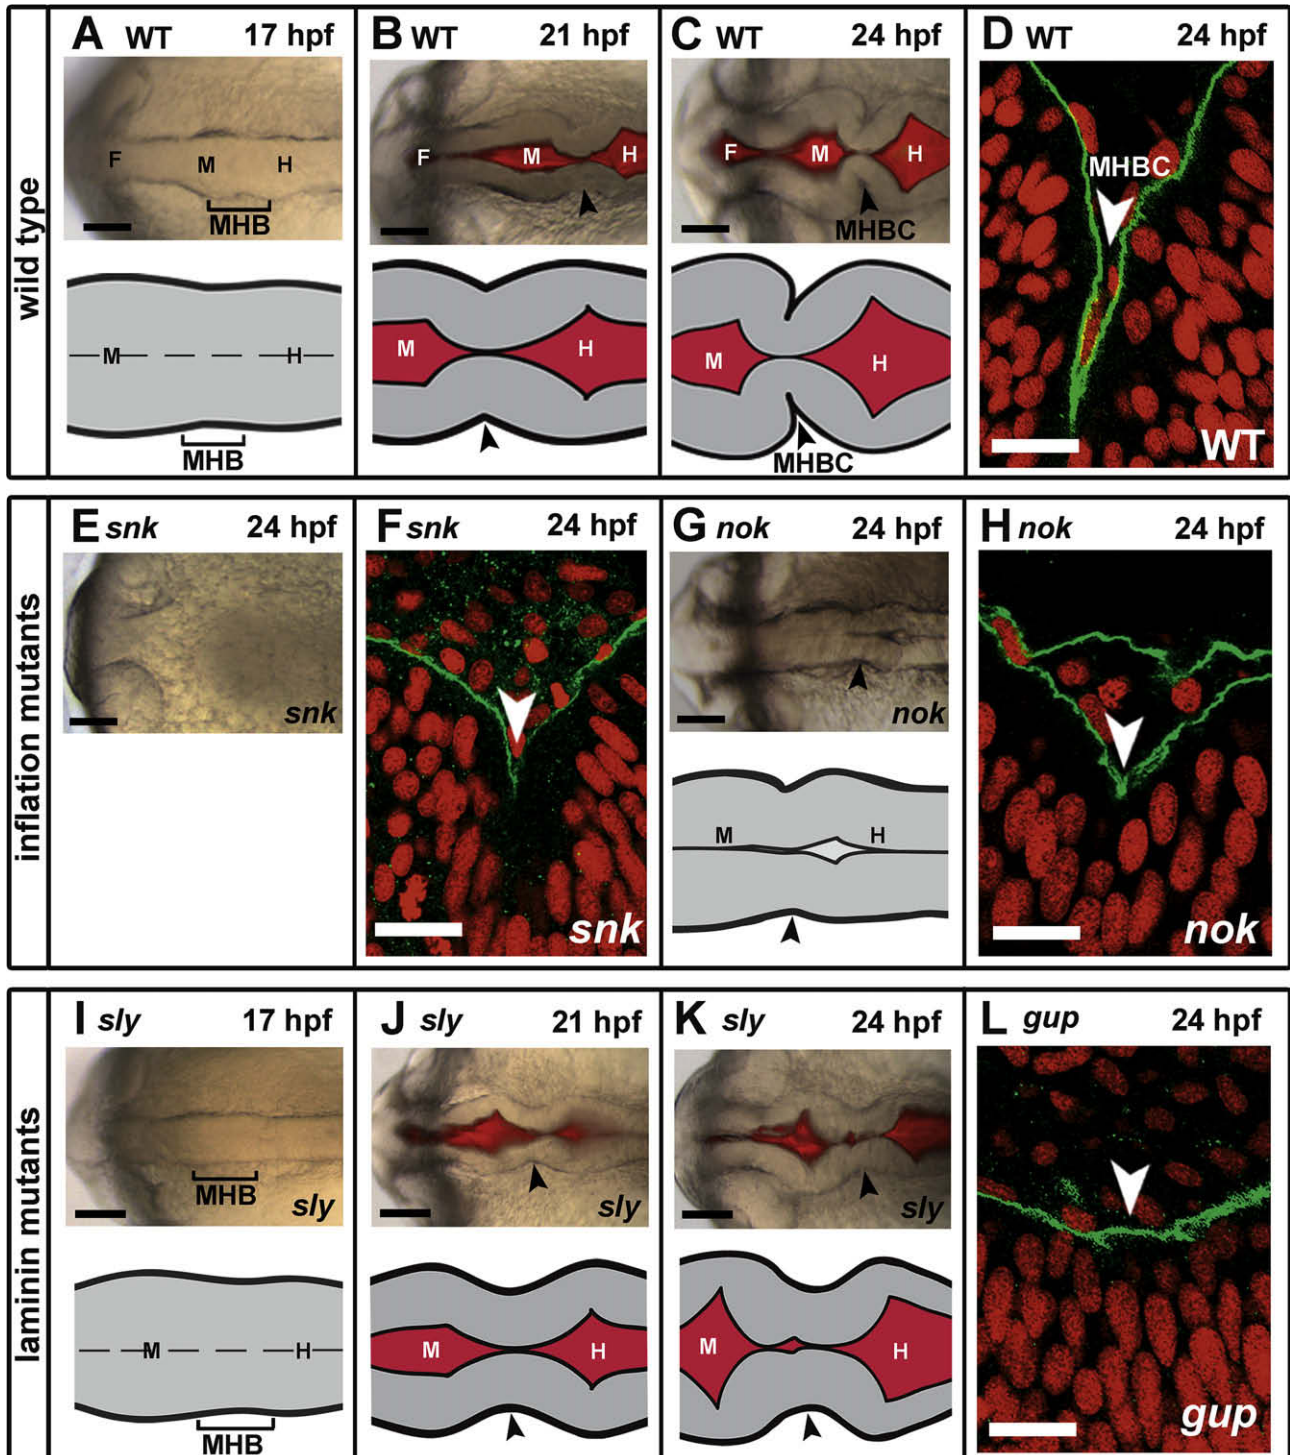 wild type
A WT 17 hpf
F M H
MHB
M H
MHB
B WT 21 hpf
F M H
M H
C WT 24 hpf
F M H
MHBC
M H
MHBC
D WT 24 hpf
MHBC
WT
inflation mutants
E snk 24 hpf
snk
F snk 24 hpf
snk
G nok 24 hpf
nok
M H
H nok 24 hpf
nok
laminin mutants
I sly 17 hpf
MHB
sly
M H
MHB
J sly 21 hpf
sly
M H
K sly 24 hpf
sly
M H
L gup 24 hpf
gup